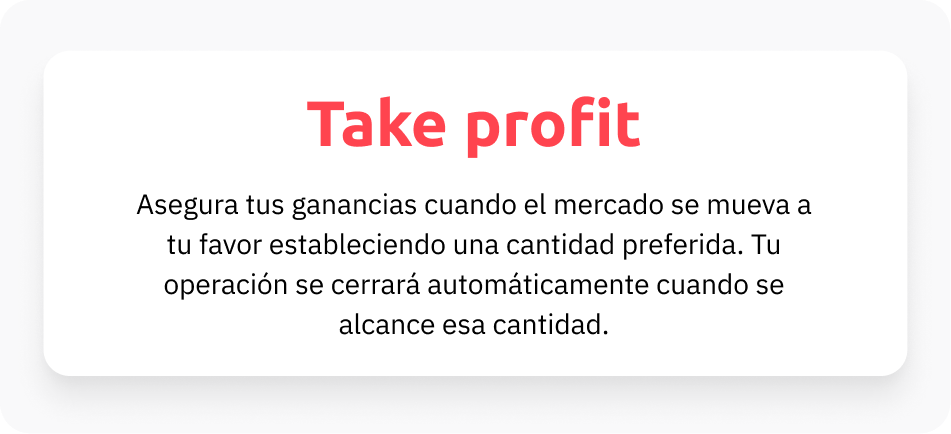 Take profit
Asegura tus ganancias cuando el mercado se mueva a
tu favor estableciendo una cantidad preferida. Tu
operación se cerrará automáticamente cuando se
alcance esa cantidad.